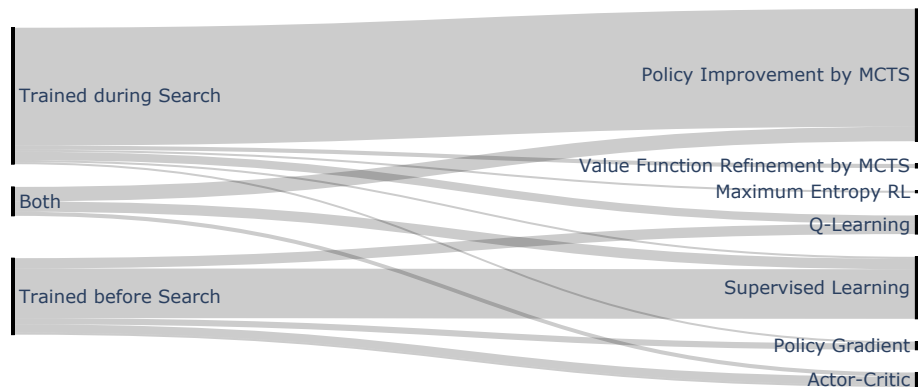 Trained during Search
Both
Trained before Search
Policy Improvement by MCTS
Value Function Refinement by MCTS
Maximum Entropy RL
Q-Learning
Supervised Learning
Policy Gradient
Actor-Critic